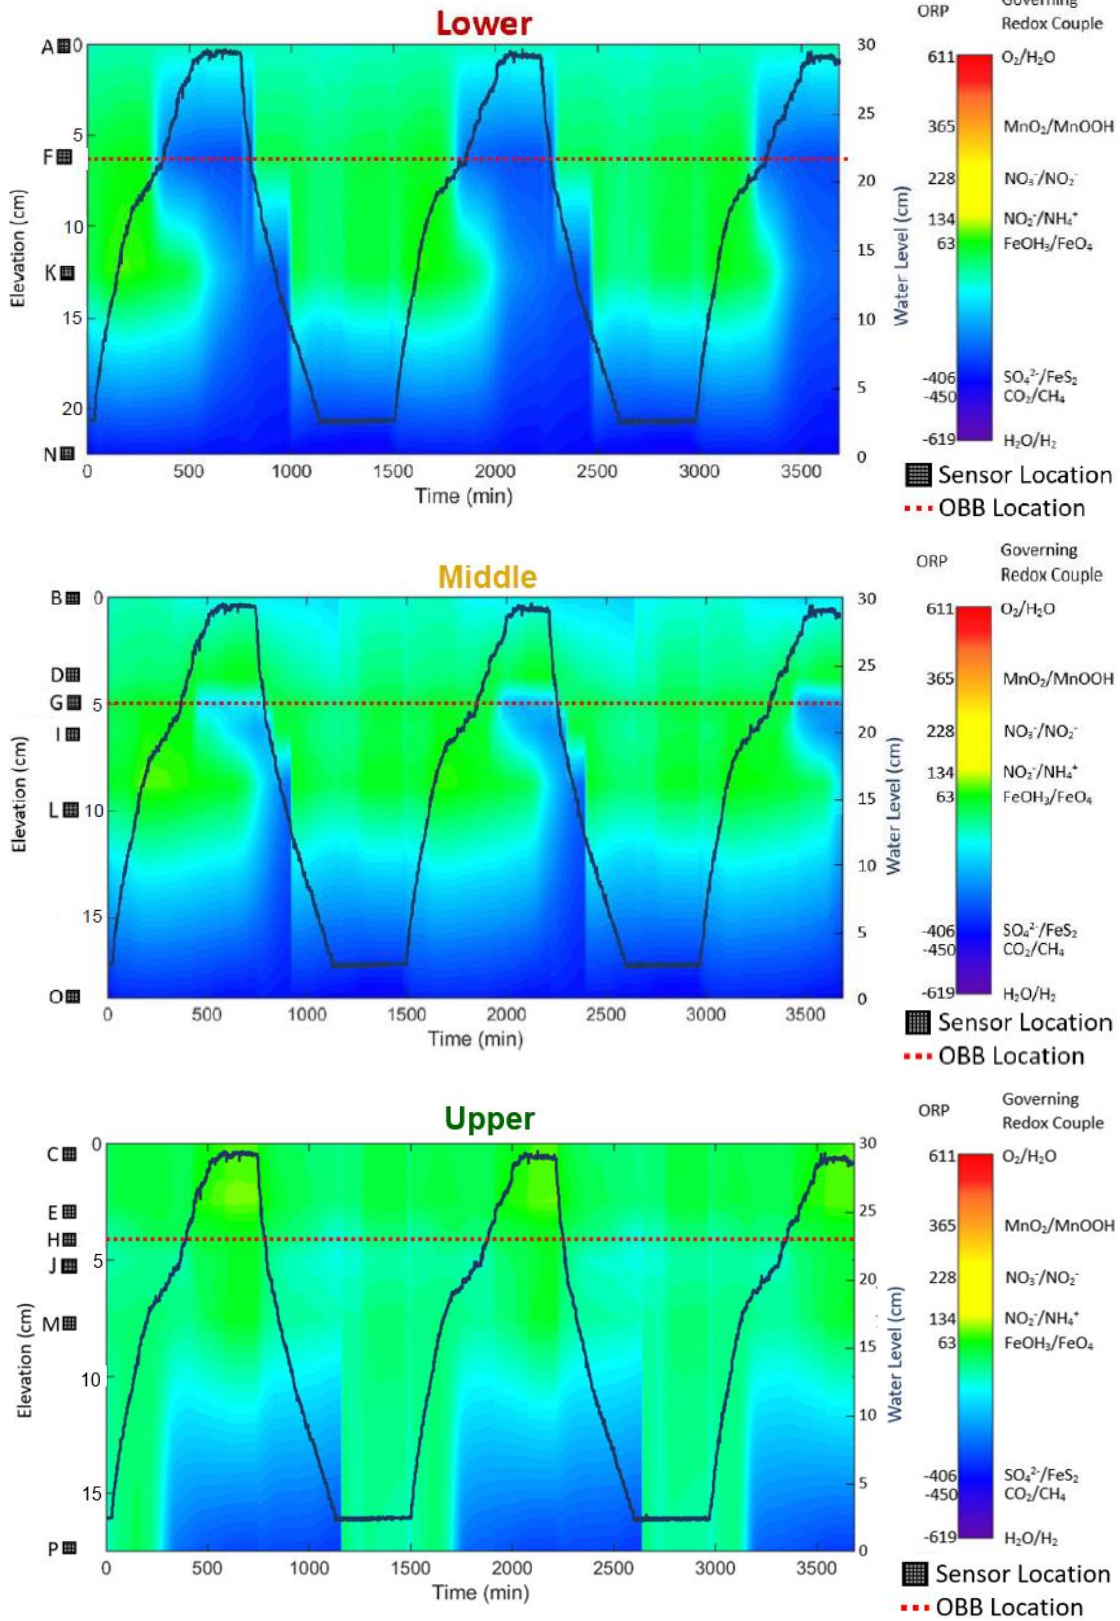 Lower
ORP
Governing
Redox Couple
A
F
K
N
0
5
10
15
20
Elevation (cm)
0 500 1000 1500 2000 2500 3000 3500
Time (min)
30
25
20
15
10
5
0
Water Level (cm)
611 O₂/H₂O
365 MnO₂/MnOOH
228 NO₃⁻/NO₂⁻
134 NO₂⁻/NH₄⁺
63 FeOH₃/FeO₄
-406 SO₄²⁻/FeS₂
-450 CO₂/CH₄
-619 H₂O/H₂
Sensor Location
OBB Location
Middle
ORP
Governing
Redox Couple
B
D
G
I
L
O
0
5
10
15
Elevation (cm)
0 500 1000 1500 2000 2500 3000 3500
Time (min)
30
25
20
15
10
5
0
Water Level (cm)
611 O₂/H₂O
365 MnO₂/MnOOH
228 NO₃⁻/NO₂⁻
134 NO₂⁻/NH₄⁺
63 FeOH₃/FeO₄
-406 SO₄²⁻/FeS₂
-450 CO₂/CH₄
-619 H₂O/H₂
Sensor Location
OBB Location
Upper
ORP
Governing
Redox Couple
C
E
H
J
M
P
0
5
10
15
Elevation (cm)
0 500 1000 1500 2000 2500 3000 3500
Time (min)
30
25
20
15
10
5
0
Water Level (cm)
611 O₂/H₂O
365 MnO₂/MnOOH
228 NO₃⁻/NO₂⁻
134 NO₂⁻/NH₄⁺
63 FeOH₃/FeO₄
-406 SO₄²⁻/FeS₂
-450 CO₂/CH₄
-619 H₂O/H₂
Sensor Location
OBB Location